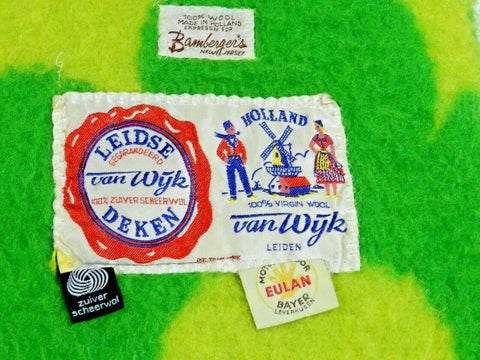 100% WOOL
MADE IN HOLLAND
EXPRESSLY FOR
Bamberger's
NEW JERSEY
LEIDSE
GEGARANDEERD
van Wijk
100% ZUIVER SCHEERWOL
DEKEN
HOLLAND
100% VIRGIN WOOL
van Wijk
LEIDEN
zuiver
scheerwol
EULAN
BAYER
LEVERKUSEN